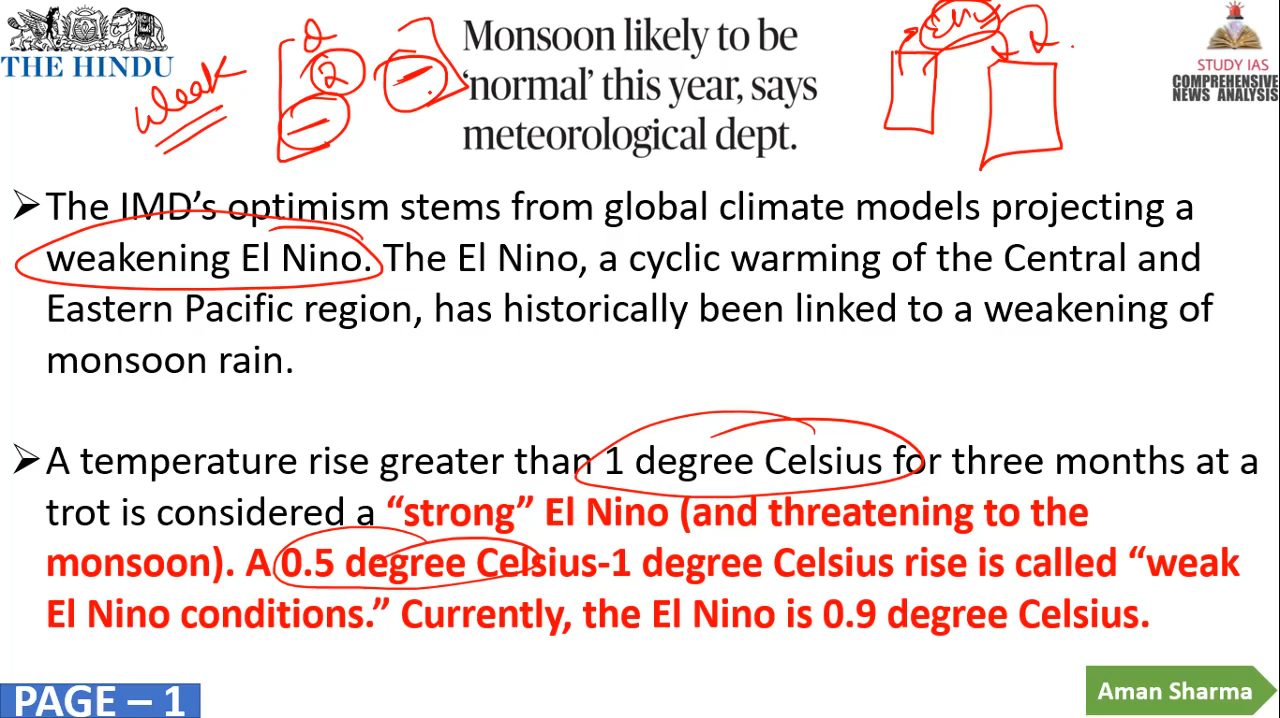 THE HINDU
weak
2
Monsoon likely to be
‘normal’ this year, says
meteorological dept.
STUDY IAS
COMPREHENSIVE
NEWS ANALYSIS
➢ The IMD’s optimism stems from global climate models projecting a
weakening El Nino. The El Nino, a cyclic warming of the Central and
Eastern Pacific region, has historically been linked to a weakening of
monsoon rain.
➢ A temperature rise greater than 1 degree Celsius for three months at a
trot is considered a “strong” El Nino (and threatening to the
monsoon). A 0.5 degree Celsius-1 degree Celsius rise is called “weak
El Nino conditions.” Currently, the El Nino is 0.9 degree Celsius.
PAGE – 1
Aman Sharma